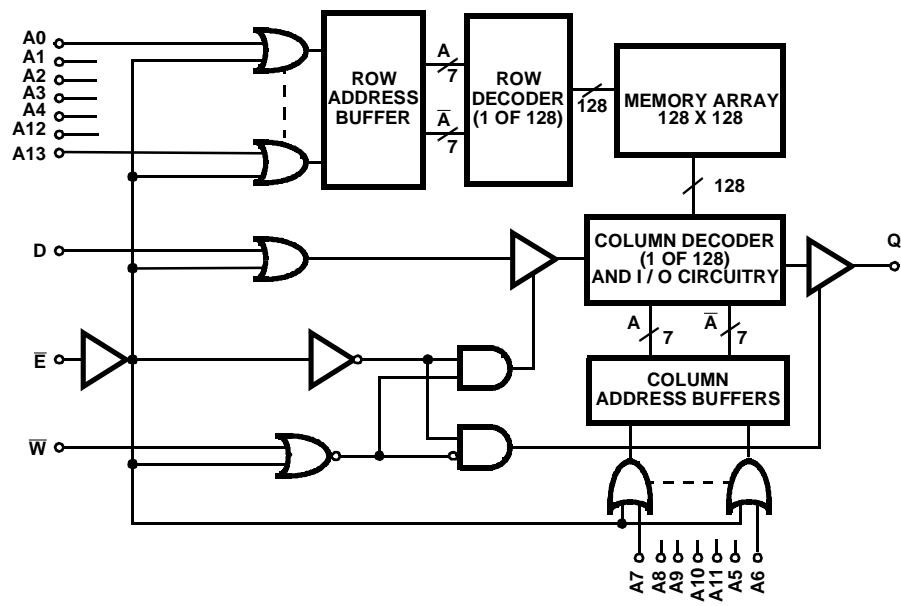 A0
A1
A2
A3
A4
A12
A13
ROW
ADDRESS
BUFFER
A
7
A̅
7
ROW
DECODER
(1 OF 128)
128
MEMORY ARRAY
128 X 128
128
D
COLUMN DECODER
(1 OF 128)
AND I / O CIRCUITRY
Q
A
7
A̅
7
E̅
COLUMN
ADDRESS BUFFERS
W̅
A7
A8
A9
A10
A11
A5
A6